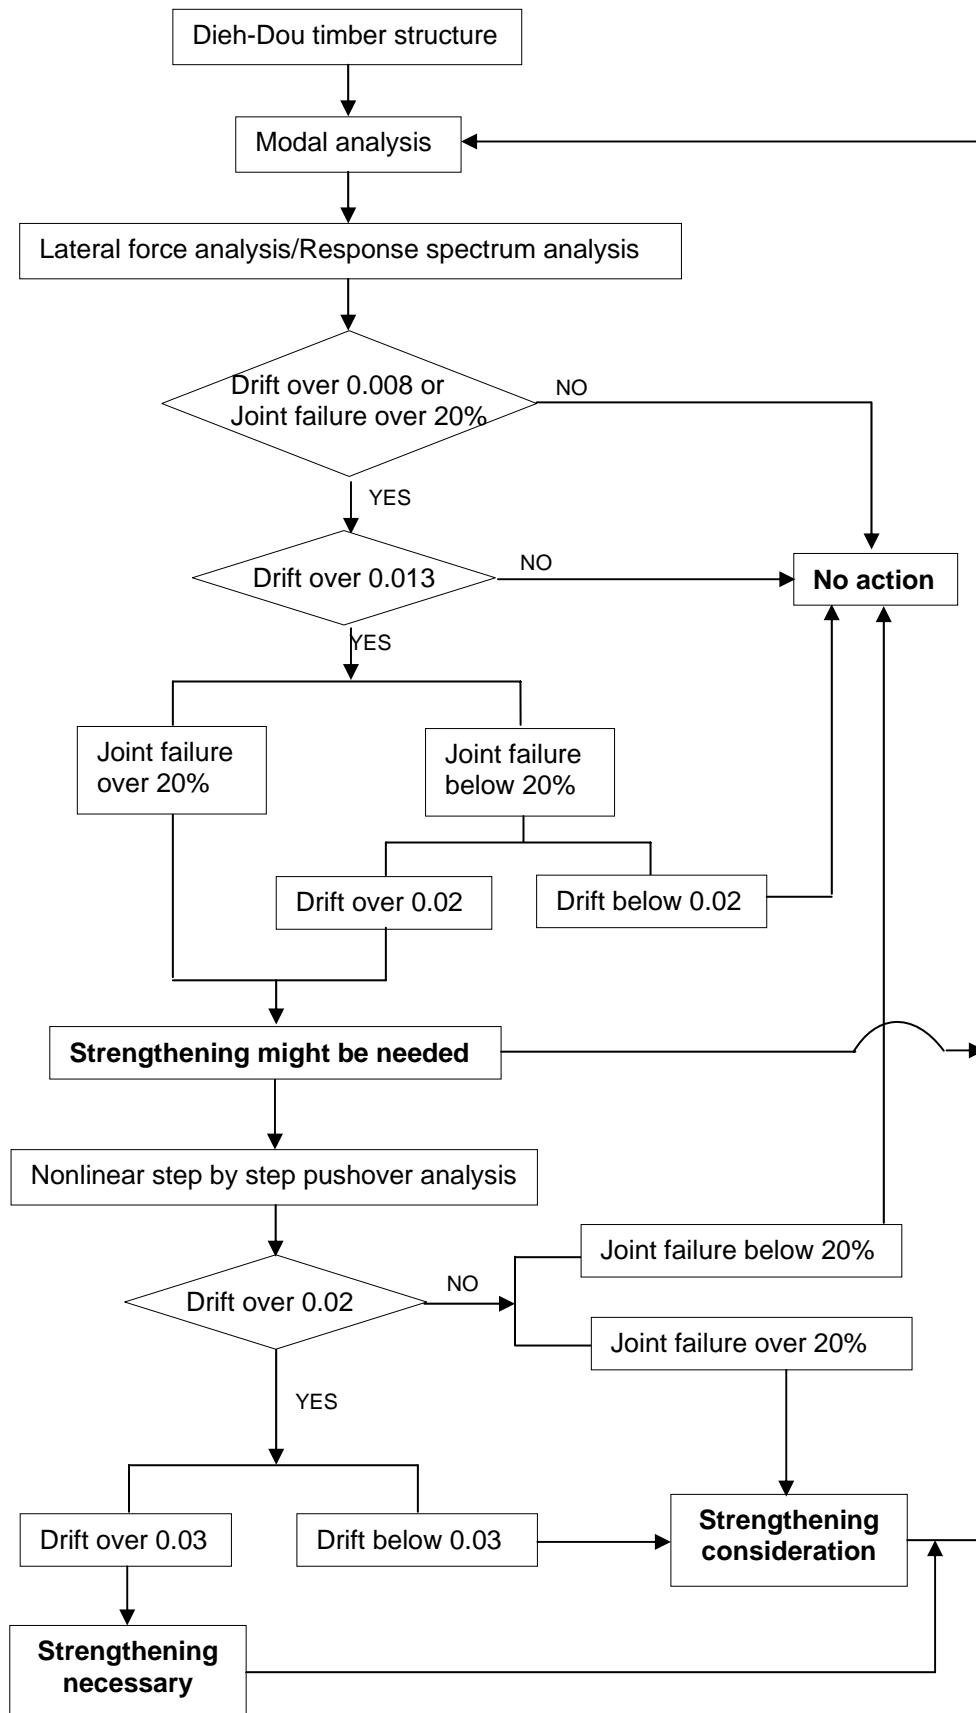 Dieh-Dou timber structure
Modal analysis
Lateral force analysis/Response spectrum analysis
Drift over 0.008 or
Joint failure over 20%
NO
YES
Drift over 0.013
NO
No action
YES
Joint failure
over 20%
Joint failure
below 20%
Drift over 0.02
Drift below 0.02
Strengthening might be needed
Nonlinear step by step pushover analysis
Joint failure below 20%
Drift over 0.02
NO
Joint failure over 20%
YES
Drift over 0.03
Drift below 0.03
Strengthening
consideration
Strengthening
necessary